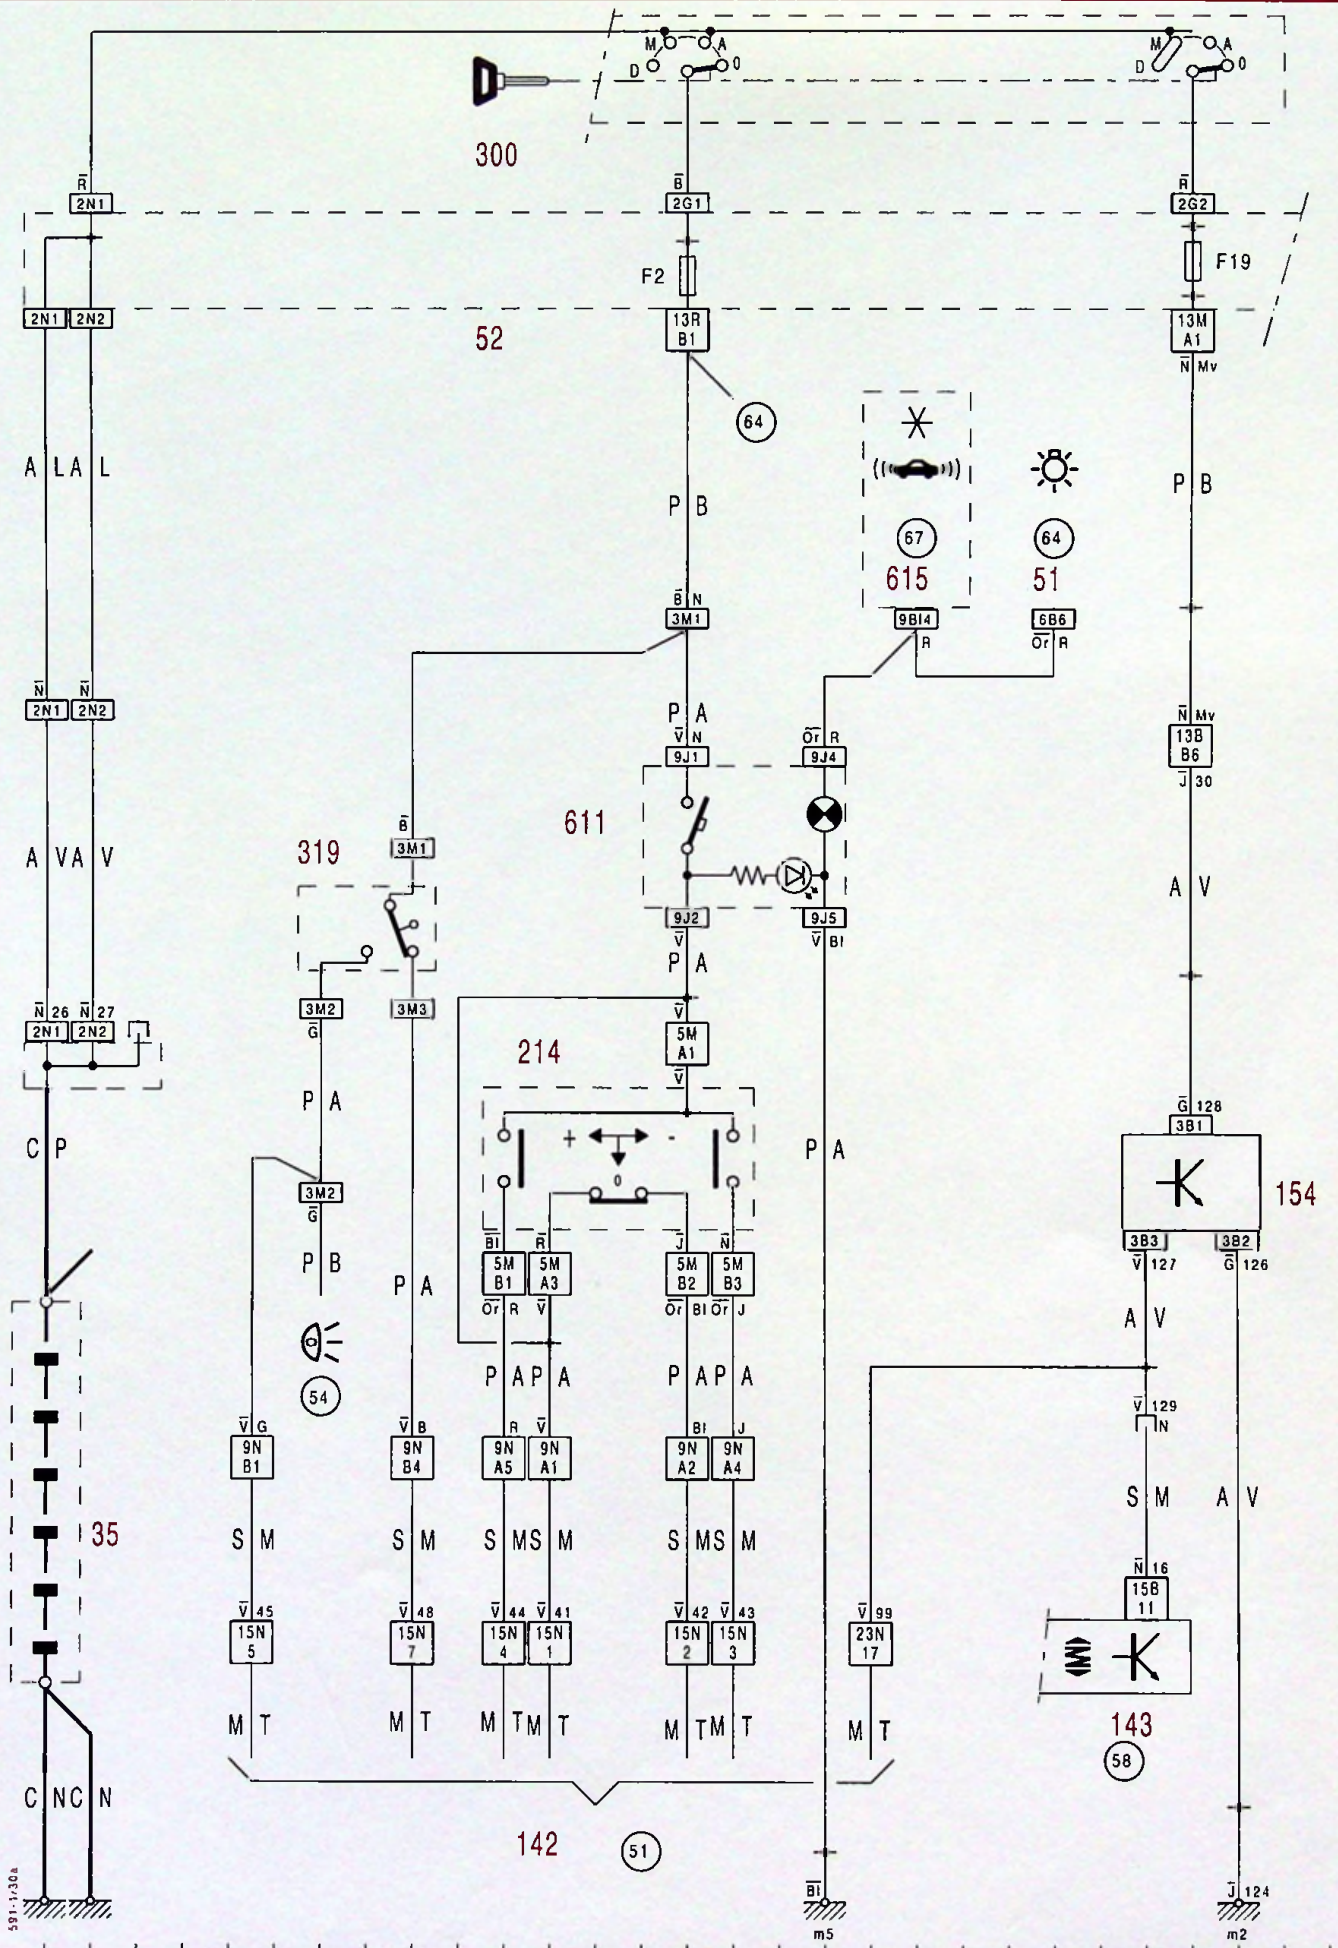 M A M A
D 0 D 0
300
R B R
2N1 2G1 2G2
F2 F19
2N1 2N2 13R 13M
B1 A1
52
N Mv
64
A L A L
P B P B
67 64
615 51
B N
3M1 9B14 6B6
R Or R
N N
2N1 2N2
P A
N Mv
V N Or R
9J1 9J4
13B
B6
J 30
611
B
3M1
319
A V A V
A V
9J2 9J5
V V Bl
P A
N 26 N 27
2N1 2N2
3M2 3M3
G
V
5M
A1
V
214
P A
C P
+ -
0
G 128
3B1
P A
3M2
G
154
3B3 3B2
V 127 G 126
Bl R J N
5M 5M 5M 5M
B1 A3 B2 B3
Or R V Or Bl Or J
P B
P A
A V
54
P A P A P A P A
V G V B R V Bl J
9N 9N 9N 9N 9N 9N
B1 B4 A5 A1 A2 A4
V 129
N
35
S M S M S M S M S M S M
S M A V
N 16
15B
11
V 45 V 48 V 44 V 41 V 42 V 43 V 99
15N 15N 15N 15N 15N 15N 23N
5 7 4 1 2 3 17
M T M T M T M T M T M T M T
143
58
C N C N
142 51
591-1/30a
Bl J 124
m5 m2